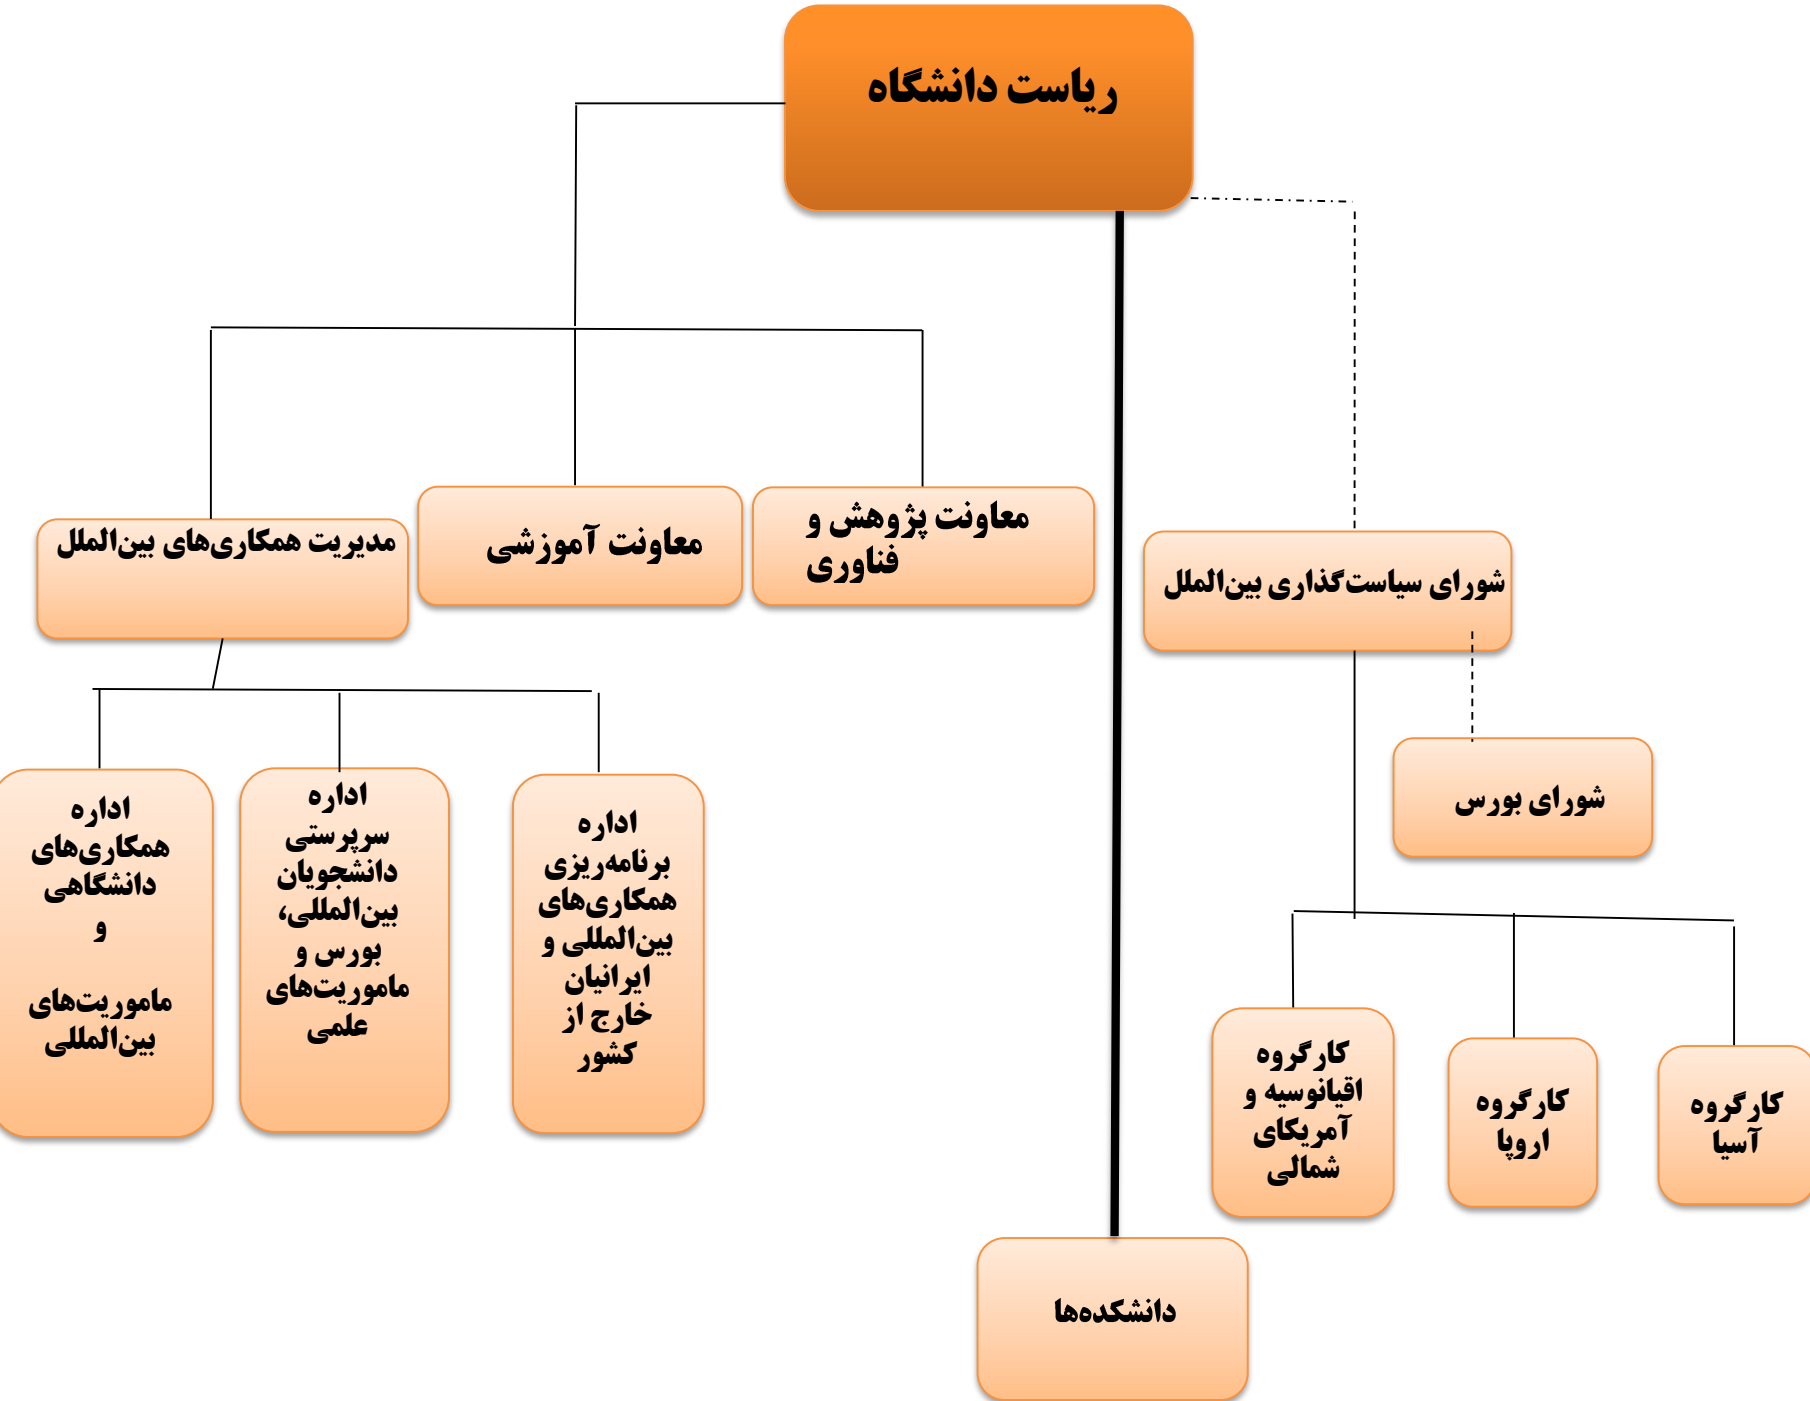 ریاست دانشگاه
معاونت پژوهش و
فناوری
معاونت آموزشی
مدیریت همکاری‌های بین‌الملل
شورای سیاست‌گذاری بین‌الملل
شورای بورس
اداره
برنامه‌ریزی
همکاری‌های
بین‌المللی و
ایرانیان
خارج از
کشور
اداره
سرپرستی
دانشجویان
بین‌المللی،
بورس و
ماموریت‌های
علمی
اداره
همکاری‌های
دانشگاهی
و
ماموریت‌های
بین‌المللی
کارگروه
آسیا
کارگروه
اروپا
کارگروه
اقیانوسیه و
آمریکای
شمالی
دانشکده‌ها